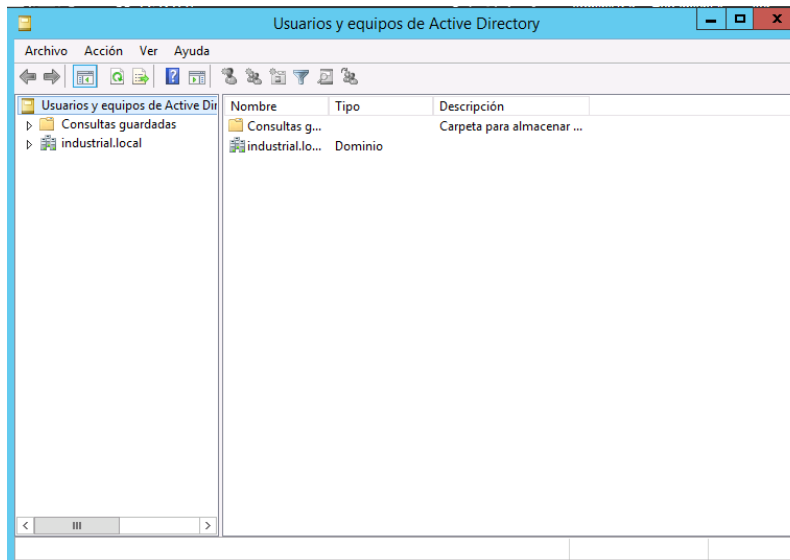 Usuarios y equipos de Active Directory
Archivo Acción Ver Ayuda
Usuarios y equipos de Active Dir
Consultas guardadas
industrial.local
Nombre Tipo Descripción
Consultas g... Carpeta para almacenar ...
industrial.lo... Dominio